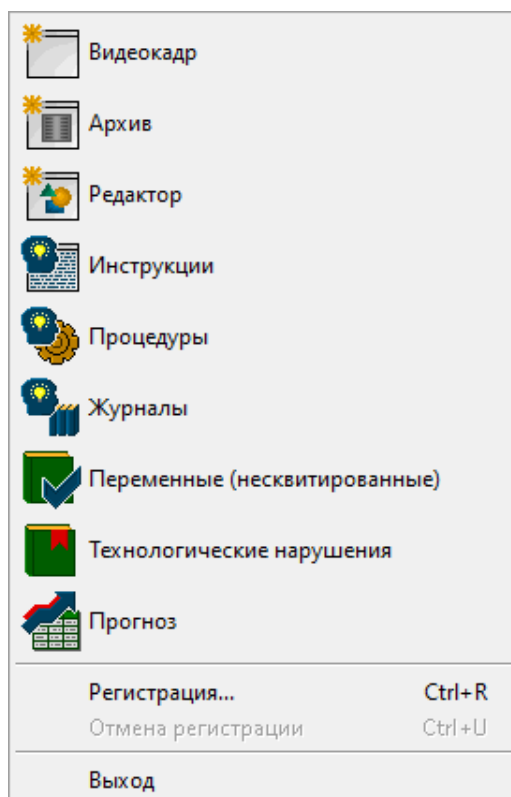 Видеокадр
Архив
Редактор
Инструкции
Процедуры
Журналы
Переменные (несквитированные)
Технологические нарушения
Прогноз
Регистрация... Ctrl+R
Отмена регистрации Ctrl+U
Выход